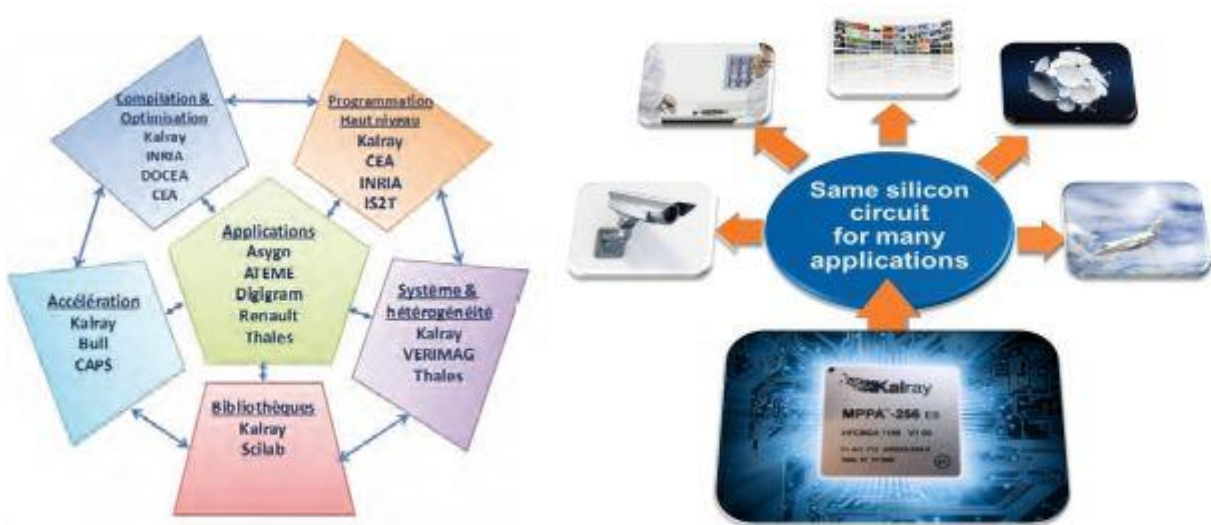 Compilation &
Optimisation
Kalray
INRIA
DOCEA
CEA
Programmation
Haut niveau
Kalray
CEA
INRIA
IS2T
Applications
Asygn
ATEME
Digigram
Renault
Thales
Accélération
Kalray
Bull
CAPS
Système &
hétérogénéité
Kalray
VERIMAG
Thales
Bibliothèques
Kalray
Scilab
Same silicon
circuit
for many
applications
Kalray
MPPA™-256 ES